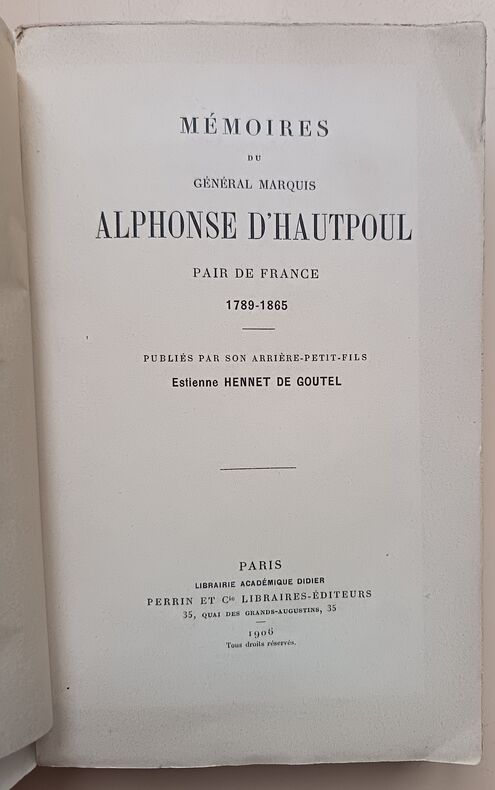 MÉMOIRES
DU
GÉNÉRAL MARQUIS
ALPHONSE D'HAUTPOUL
PAIR DE FRANCE
1789-1865
PUBLIÉS PAR SON ARRIÈRE-PETIT-FILS
Estienne HENNET DE GOUTEL
PARIS
LIBRAIRIE ACADÉMIQUE DIDIER
PERRIN ET Cie LIBRAIRES-ÉDITEURS
35, QUAI DES GRANDS-AUGUSTINS, 35
1906
Tous droits réservés.